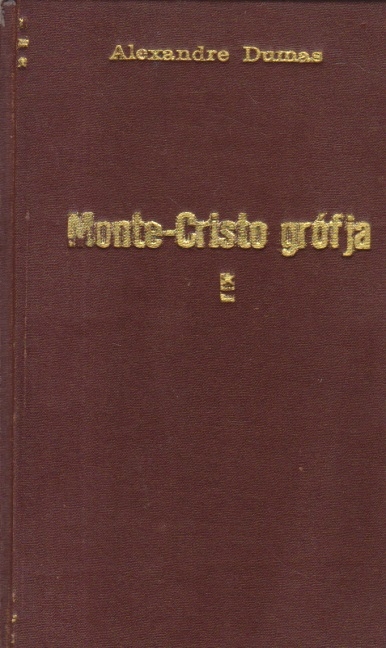 Alexandre Dumas
Monte-Cristo grófja